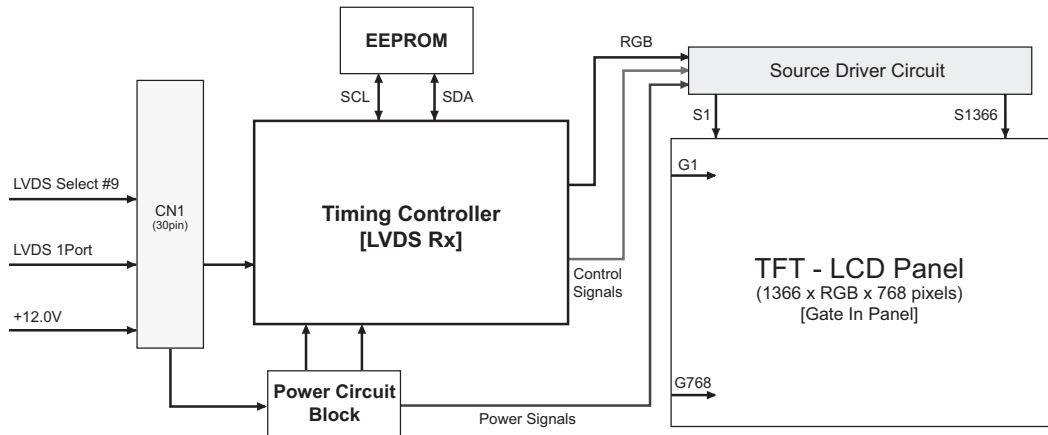 EEPROM
SCL
SDA
RGB
Source Driver Circuit
S1
S1366
LVDS Select #9
LVDS 1Port
+12.0V
CN1
(30pin)
Timing Controller
[LVDS Rx]
Control
Signals
G1
TFT - LCD Panel
(1366 x RGB x 768 pixels)
[Gate In Panel]
G768
Power Circuit
Block
Power Signals